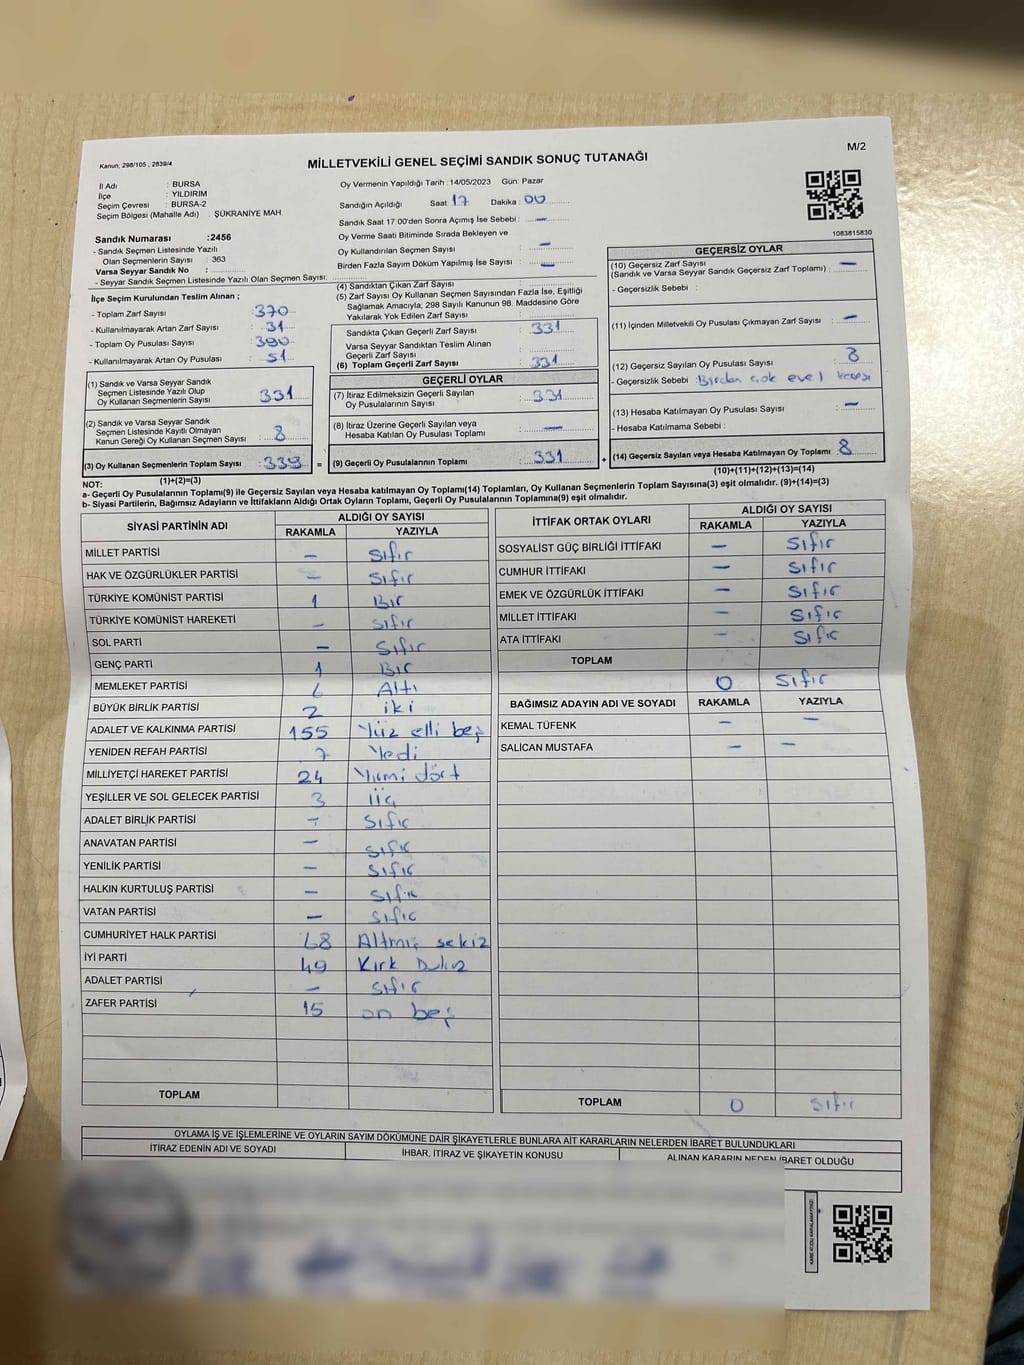 Kanun, 298/105 , 2839/4
MİLLETVEKİLİ GENEL SEÇİMİ SANDIK SONUÇ TUTANAĞI
M/2
İl Adı : BURSA
İlçe : YILDIRIM
Seçim Çevresi : BURSA-2
Seçim Bölgesi (Mahalle Adı) : ŞÜKRANİYE MAH.
Sandık Numarası :2456
- Sandık Seçmen Listesinde Yazılı
Olan Seçmenlerin Sayısı : 363
Varsa Seyyar Sandık No :
- Seyyar Sandık Seçmen Listesinde Yazılı Olan Seçmen Sayısı:
Oy Vermenin Yapıldığı Tarih : 14/05/2023 Gün: Pazar
Sandığın Açıldığı Saat 17 Dakika : 00
Sandık Saat 17:00'den Sonra Açımış İse Sebebi : —
Oy Verme Saati Bitiminde Sırada Bekleyen ve
Oy Kullandırılan Seçmen Sayısı : —
Birden Fazla Sayım Döküm Yapılmış İse Sayısı : —
1083815830
İlçe Seçim Kurulundan Teslim Alınan ;
- Toplam Zarf Sayısı : 370
- Kullanılmayarak Artan Zarf Sayısı : 31
- Toplam Oy Pusulası Sayısı : 390
- Kullanılmayarak Artan Oy Pusulası : 51
(1) Sandık ve Varsa Seyyar Sandık
Seçmen Listesinde Yazılı Olup
Oy Kullanan Seçmenlerin Sayısı : 331
(2) Sandık ve Varsa Seyyar Sandık
Seçmen Listesinde Kayıtlı Olmayan
Kanun Gereği Oy Kullanan Seçmen Sayısı : 8
(3) Oy Kullanan Seçmenlerin Toplam Sayısı : 339 =
(1)+(2)=(3)
(4) Sandıktan Çıkan Zarf Sayısı :
(5) Zarf Sayısı Oy Kullanan Seçmen Sayısından Fazla İse, Eşitliği
Sağlamak Amacıyla, 298 Sayılı Kanunun 98. Maddesine Göre
Yakılarak Yok Edilen Zarf Sayısı :
Sandıkta Çıkan Geçerli Zarf Sayısı : 331
Varsa Seyyar Sandıktan Teslim Alınan
Geçerli Zarf Sayısı :
(6) Toplam Geçerli Zarf Sayısı : 331
GEÇERLİ OYLAR
(7) İtiraz Edilmeksizin Geçerli Sayılan
Oy Pusulalarının Sayısı : 331
(8) İtiraz Üzerine Geçerli Sayılan veya
Hesaba Katılan Oy Pusulası Toplamı : —
(9) Geçerli Oy Pusulalarının Toplamı : 331 +
GEÇERSİZ OYLAR
(10) Geçersiz Zarf Sayısı
(Sandık ve Varsa Seyyar Sandık Geçersiz Zarf Toplamı) : —
- Geçersizlik Sebebi :
(11) İçinden Milletvekili Oy Pusulası Çıkmayan Zarf Sayısı : —
(12) Geçersiz Sayılan Oy Pusulası Sayısı : 8
- Geçersizlik Sebebi : Birden çok evet
(13) Hesaba Katılmayan Oy Pusulası Sayısı : —
- Hesaba Katılmama Sebebi :
(14) Geçersiz Sayılan veya Hesaba Katılmayan Oy Toplamı : 8
(10)+(11)+(12)+(13)=(14)
NOT:
a- Geçerli Oy Pusulalarının Toplamı(9) ile Geçersiz Sayılan veya Hesaba katılmayan Oy Toplamı(14) Toplamları, Oy Kullanan Seçmenlerin Toplam Sayısına(3) eşit olmalıdır. (9)+(14)=(3)
b- Siyasi Partilerin, Bağımsız Adayların ve İttifakların Aldığı Ortak Oyların Toplamı, Geçerli Oy Pusulalarının Toplamına(9) eşit olmalıdır.
SİYASİ PARTİNİN ADI ALDIĞI OY SAYISI
RAKAMLA YAZIYLA
MİLLET PARTİSİ — Sıfır
HAK VE ÖZGÜRLÜKLER PARTİSİ — Sıfır
TÜRKİYE KOMÜNİST PARTİSİ 1 Bir
TÜRKİYE KOMÜNİST HAREKETİ — Sıfır
SOL PARTİ — Sıfır
GENÇ PARTİ 1 Bir
MEMLEKET PARTİSİ 6 Altı
BÜYÜK BİRLİK PARTİSİ 2 iki
ADALET VE KALKINMA PARTİSİ 155 Yüz elli beş
YENİDEN REFAH PARTİSİ 7 Yedi
MİLLİYETÇİ HAREKET PARTİSİ 24 Yirmi dört
YEŞİLLER VE SOL GELECEK PARTİSİ 3 üç
ADALET BİRLİK PARTİSİ — Sıfır
ANAVATAN PARTİSİ — Sıfır
YENİLİK PARTİSİ — Sıfır
HALKIN KURTULUŞ PARTİSİ — Sıfır
VATAN PARTİSİ — Sıfır
CUMHURİYET HALK PARTİSİ 68 Altmış sekiz
İYİ PARTİ 49 Kırk Dokuz
ADALET PARTİSİ — Sıfır
ZAFER PARTİSİ 15 on beş
TOPLAM
İTTİFAK ORTAK OYLARI ALDIĞI OY SAYISI
RAKAMLA YAZIYLA
SOSYALİST GÜÇ BİRLİĞİ İTTİFAKI — Sıfır
CUMHUR İTTİFAKI — Sıfır
EMEK VE ÖZGÜRLÜK İTTİFAKI — Sıfır
MİLLET İTTİFAKI — Sıfır
ATA İTTİFAKI — Sıfır
TOPLAM 0 Sıfır
BAĞIMSIZ ADAYIN ADI VE SOYADI RAKAMLA YAZIYLA
KEMAL TÜFENK — —
SALİCAN MUSTAFA — —
TOPLAM 0 Sıfır
OYLAMA İŞ VE İŞLEMLERİNE VE OYLARIN SAYIM DÖKÜMÜNE DAİR ŞİKAYETLERLE BUNLARA AİT KARARLARIN NELERDEN İBARET BULUNDUKLARI
İTİRAZ EDENİN ADI VE SOYADI İHBAR, İTİRAZ VE ŞİKAYETİN KONUSU ALINAN KARARIN NEDEN İBARET OLDUĞU